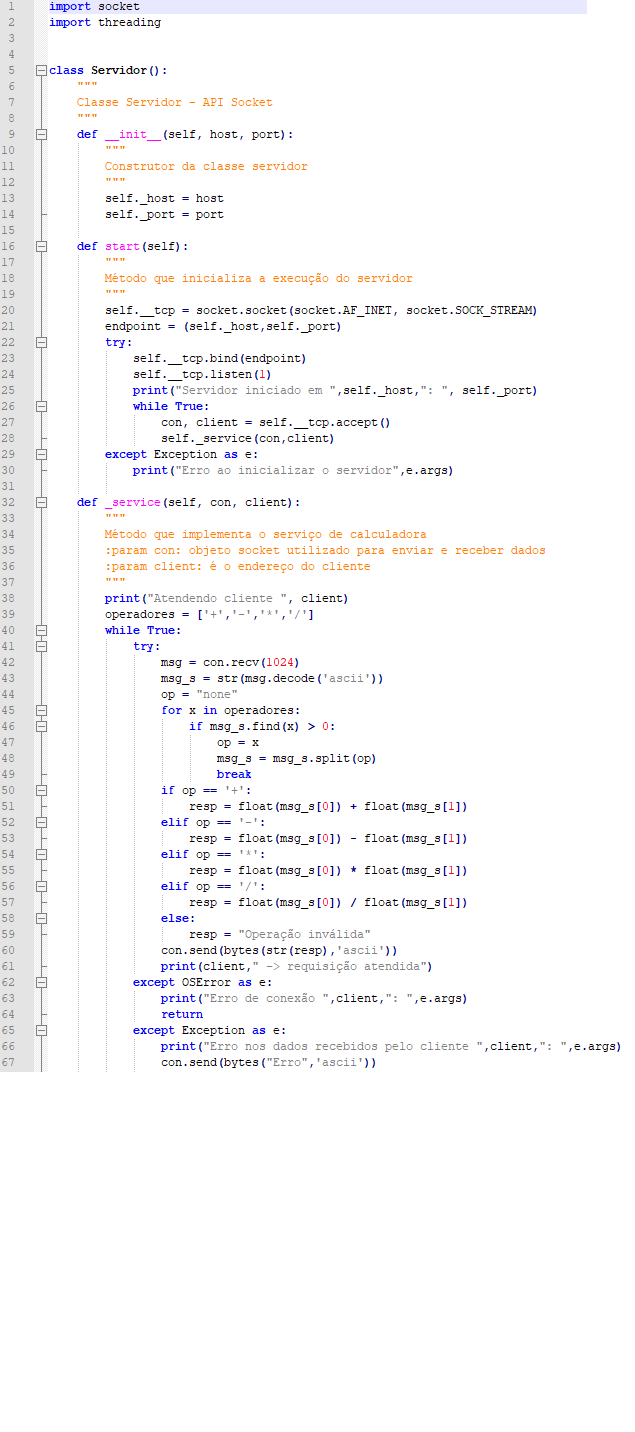 1 import socket
2 import threading
3
4
5 class Servidor():
6     """
7     Classe Servidor - API Socket
8     """
9     def __init__(self, host, port):
10         """
11         Construtor da classe servidor
12         """
13         self._host = host
14         self._port = port
15
16     def start(self):
17         """
18         Método que inicializa a execução do servidor
19         """
20         self.__tcp = socket.socket(socket.AF_INET, socket.SOCK_STREAM)
21         endpoint = (self._host,self._port)
22         try:
23             self.__tcp.bind(endpoint)
24             self.__tcp.listen(1)
25             print("Servidor iniciado em ",self._host,": ", self._port)
26             while True:
27                 con, client = self.__tcp.accept()
28                 self._service(con,client)
29         except Exception as e:
30             print("Erro ao inicializar o servidor",e.args)
31
32     def _service(self, con, client):
33         """
34         Método que implementa o serviço de calculadora
35         :param con: objeto socket utilizado para enviar e receber dados
36         :param client: é o endereço do cliente
37         """
38         print("Atendendo cliente ", client)
39         operadores = ['+','-','*','/']
40         while True:
41             try:
42                 msg = con.recv(1024)
43                 msg_s = str(msg.decode('ascii'))
44                 op = "none"
45                 for x in operadores:
46                     if msg_s.find(x) > 0:
47                         op = x
48                         msg_s = msg_s.split(op)
49                         break
50                 if op == '+':
51                     resp = float(msg_s[0]) + float(msg_s[1])
52                 elif op == '-':
53                     resp = float(msg_s[0]) - float(msg_s[1])
54                 elif op == '*':
55                     resp = float(msg_s[0]) * float(msg_s[1])
56                 elif op == '/':
57                     resp = float(msg_s[0]) / float(msg_s[1])
58                 else:
59                     resp = "Operação inválida"
60                 con.send(bytes(str(resp),'ascii'))
61                 print(client," -> requisição atendida")
62             except OSError as e:
63                 print("Erro de conexão ",client,": ",e.args)
64                 return
65             except Exception as e:
66                 print("Erro nos dados recebidos pelo cliente ",client,": ",e.args)
67                 con.send(bytes("Erro",'ascii'))